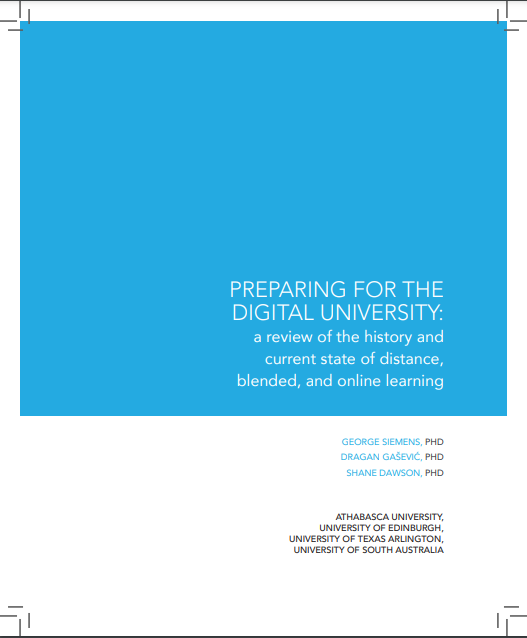 PREPARING FOR THE
DIGITAL UNIVERSITY:
a review of the history and
current state of distance,
blended, and online learning
GEORGE SIEMENS, PHD
DRAGAN GAŠEVIĆ, PHD
SHANE DAWSON, PHD
ATHABASCA UNIVERSITY,
UNIVERSITY OF EDINBURGH,
UNIVERSITY OF TEXAS ARLINGTON,
UNIVERSITY OF SOUTH AUSTRALIA